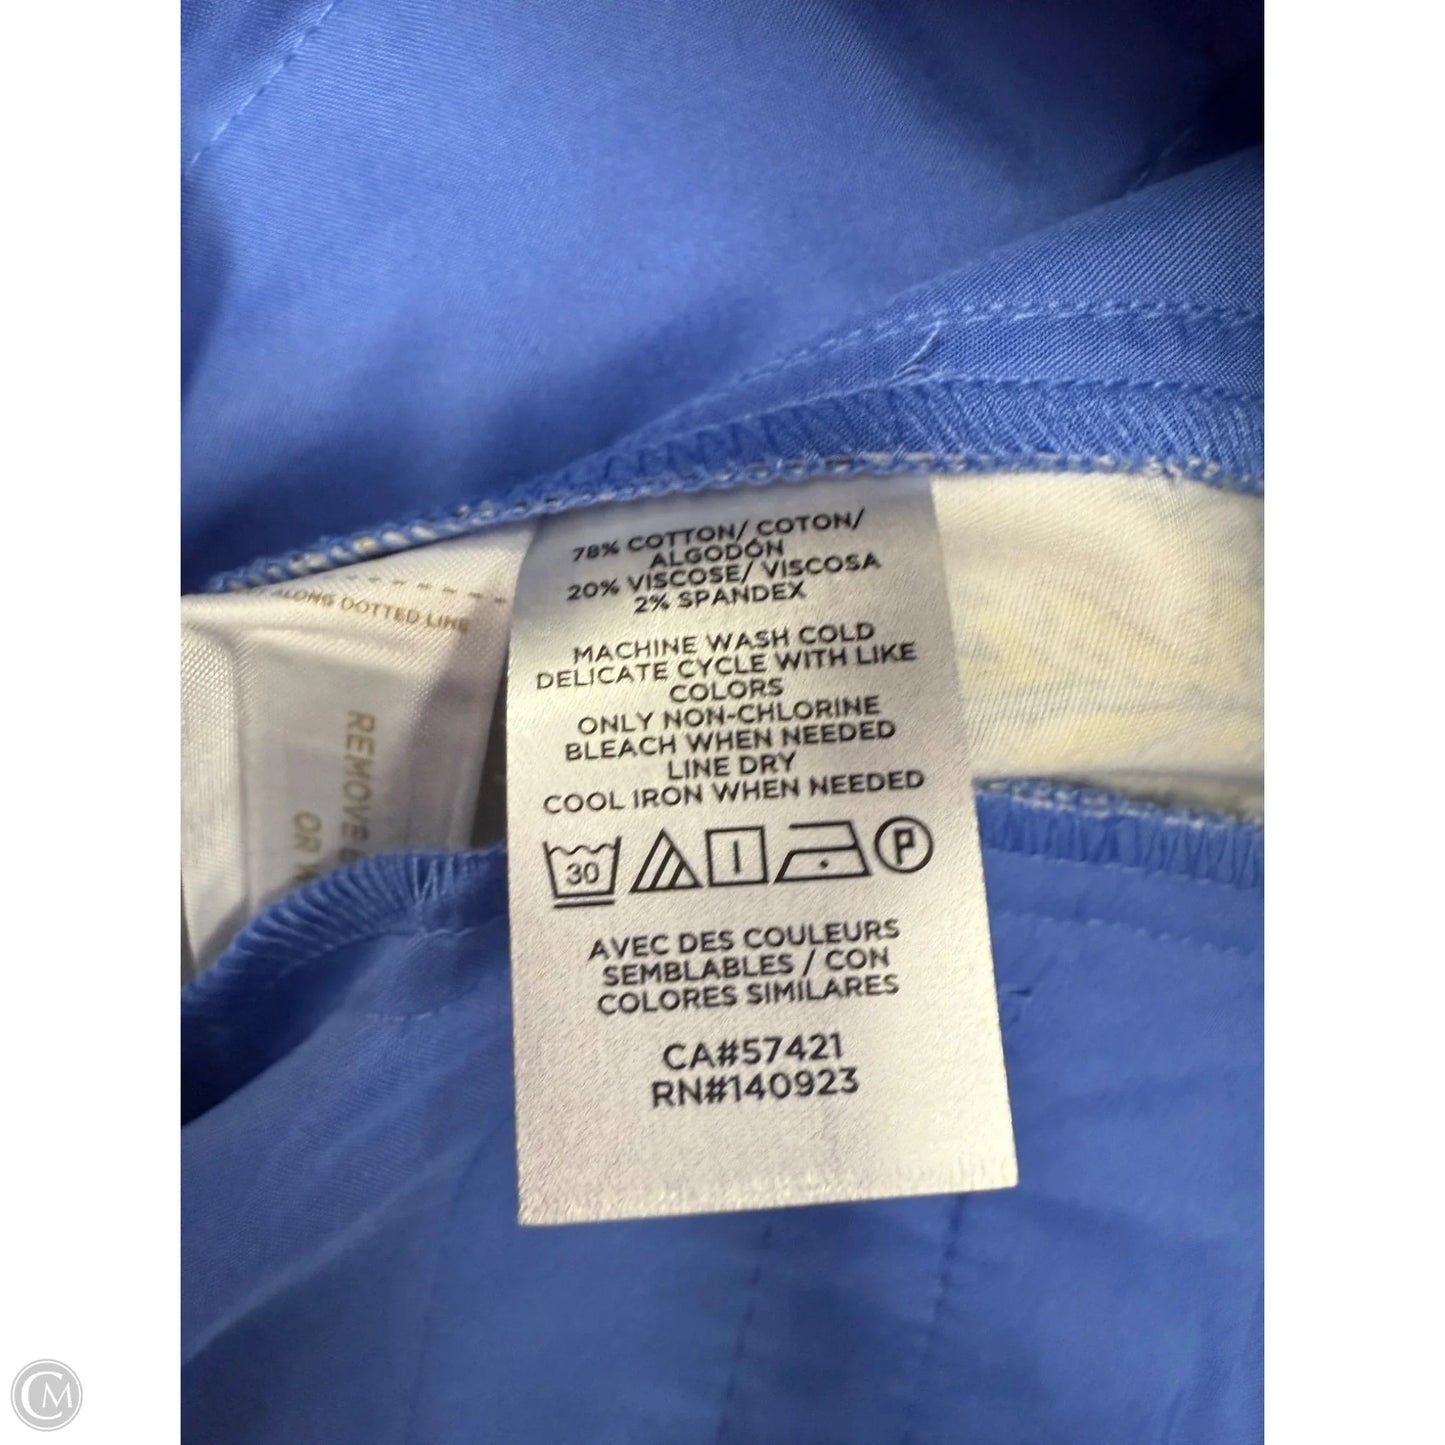 78% COTTON/ COTON/
ALGODÓN
20% VISCOSE/ VISCOSA
2% SPANDEX
MACHINE WASH COLD
DELICATE CYCLE WITH LIKE
COLORS
ONLY NON-CHLORINE
BLEACH WHEN NEEDED
LINE DRY
COOL IRON WHEN NEEDED
30
P
AVEC DES COULEURS
SEMBLABLES / CON
COLORES SIMILARES
CA#57421
RN#140923
ALONG DOTTED LINE
REMOVE
OR
CM